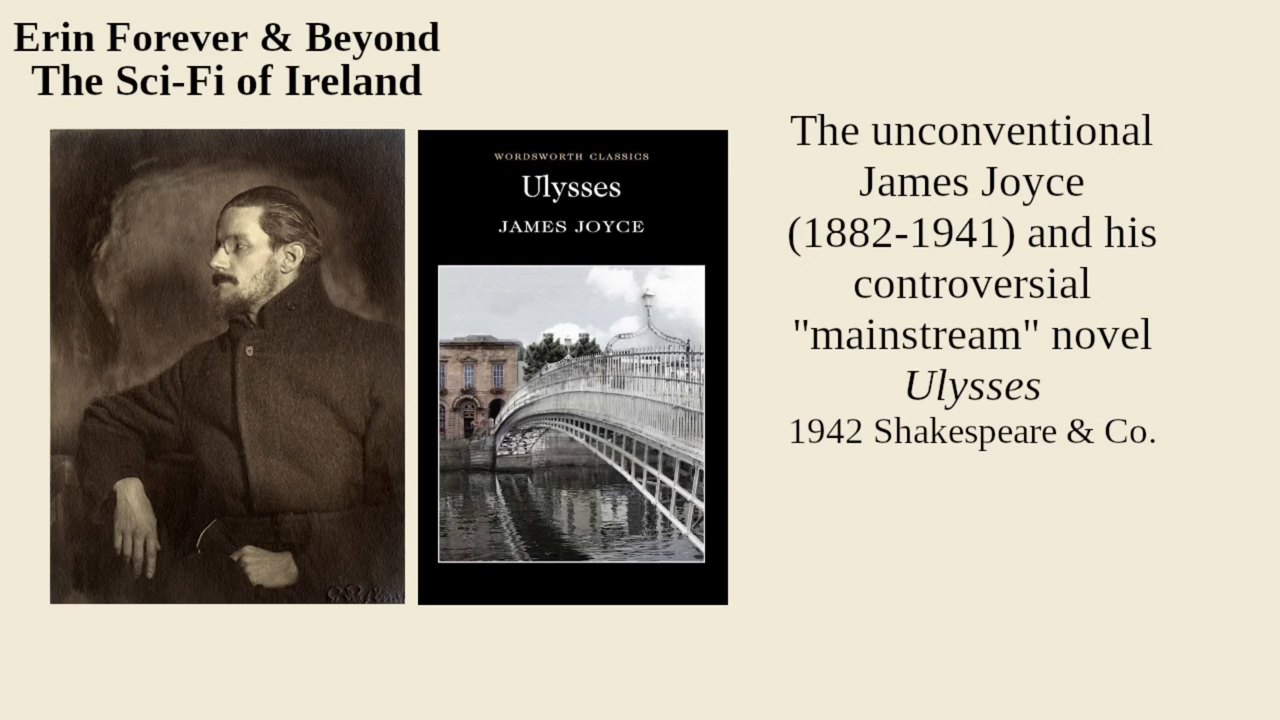 Erin Forever & Beyond
The Sci-Fi of Ireland
WORDSWORTH CLASSICS
Ulysses
JAMES JOYCE
The unconventional
James Joyce
(1882-1941) and his
controversial
"mainstream" novel
Ulysses
1942 Shakespeare & Co.